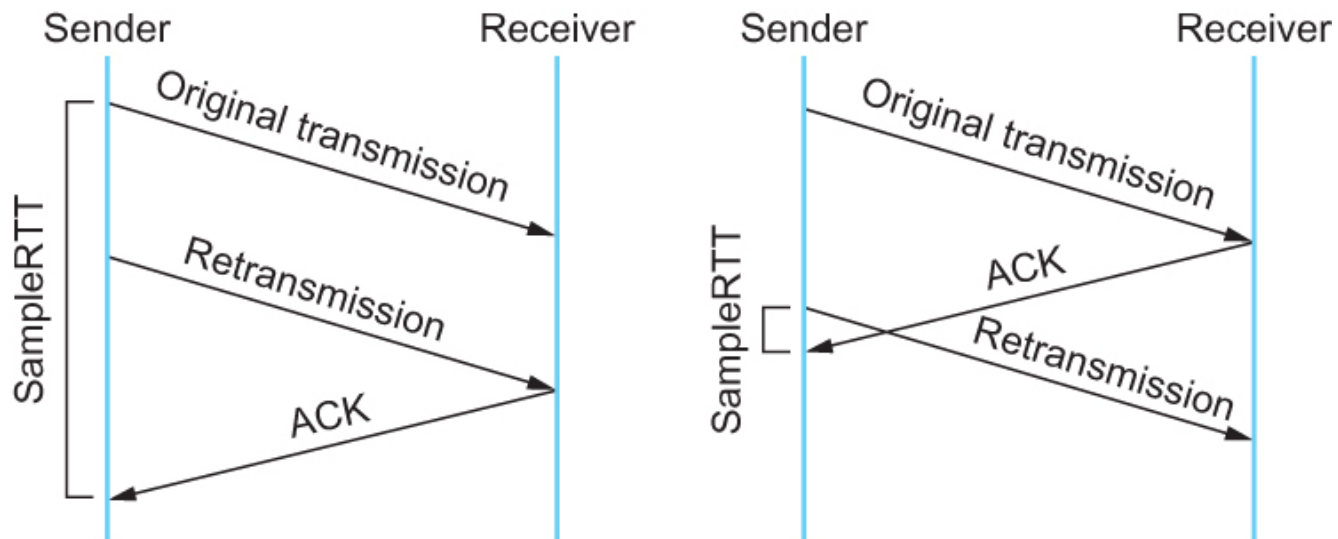 Sender
Receiver
Original transmission
Retransmission
ACK
SampleRTT
Sender
Receiver
Original transmission
ACK
Retransmission
SampleRTT